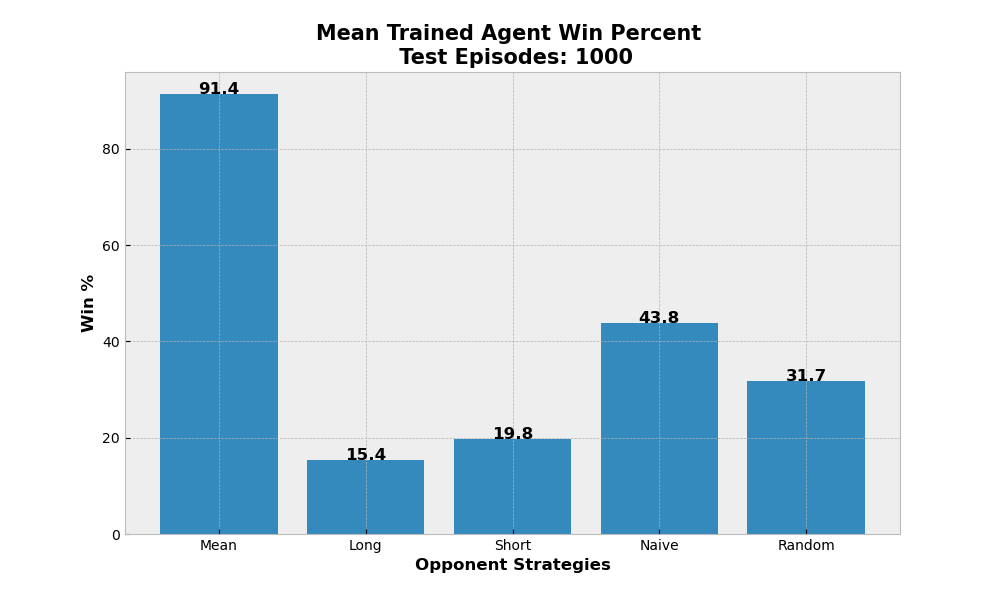 Mean Trained Agent Win Percent
Test Episodes: 1000
91.4
80
60
43.8
40
31.7
20
19.8
15.4
0
Win %
Mean Long Short Naive Random
Opponent Strategies